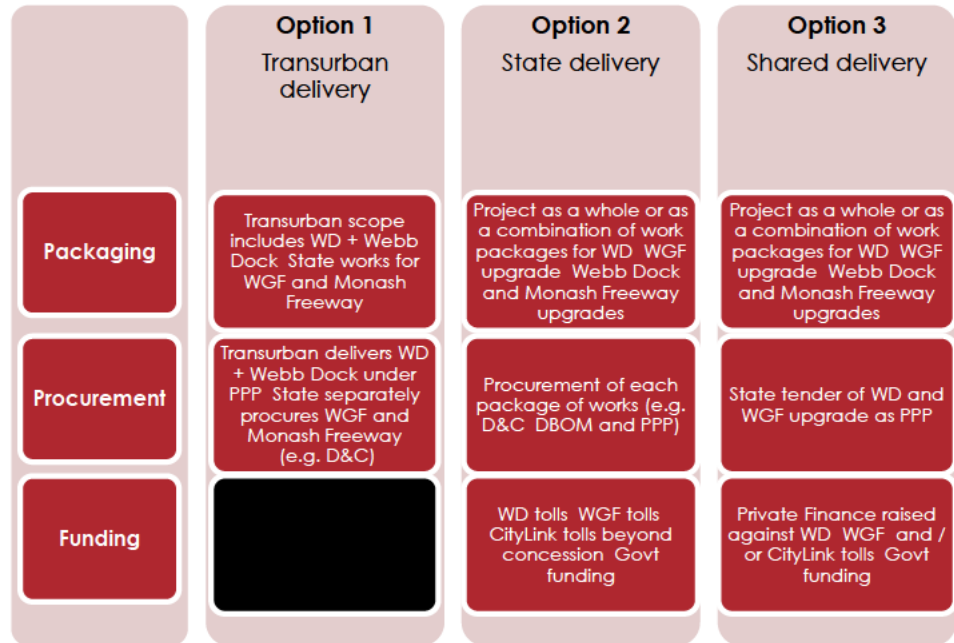 Option 1
Transurban
delivery
Option 2
State delivery
Option 3
Shared delivery
Packaging
Transurban scope
includes WD + Webb
Dock State works for
WGF and Monash
Freeway
Project as a whole or as
a combination of work
packages for WD WGF
upgrade Webb Dock
and Monash Freeway
upgrades
Project as a whole or as
a combination of work
packages for WD WGF
upgrade Webb Dock
and Monash Freeway
upgrades
Procurement
Transurban delivers WD
+ Webb Dock under
PPP State separately
procures WGF and
Monash Freeway
(e.g. D&C)
Procurement of each
package of works (e.g.
D&C DBOM and PPP)
State tender of WD and
WGF upgrade as PPP
Funding
WD tolls WGF tolls
CityLink tolls beyond
concession Govt
funding
Private Finance raised
against WD WGF and /
or CityLink tolls Govt
funding